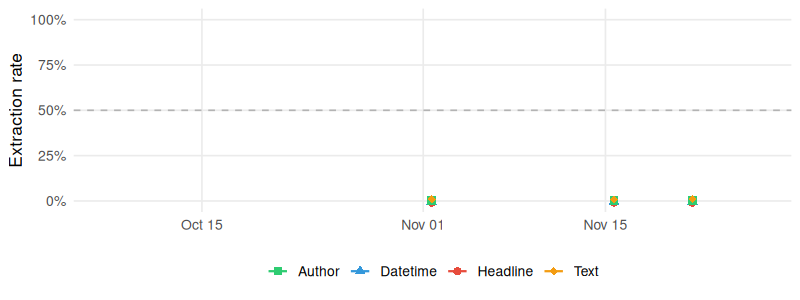 100%
75%
50%
25%
0%
Extraction rate
Oct 15 Nov 01 Nov 15
Author Datetime Headline Text